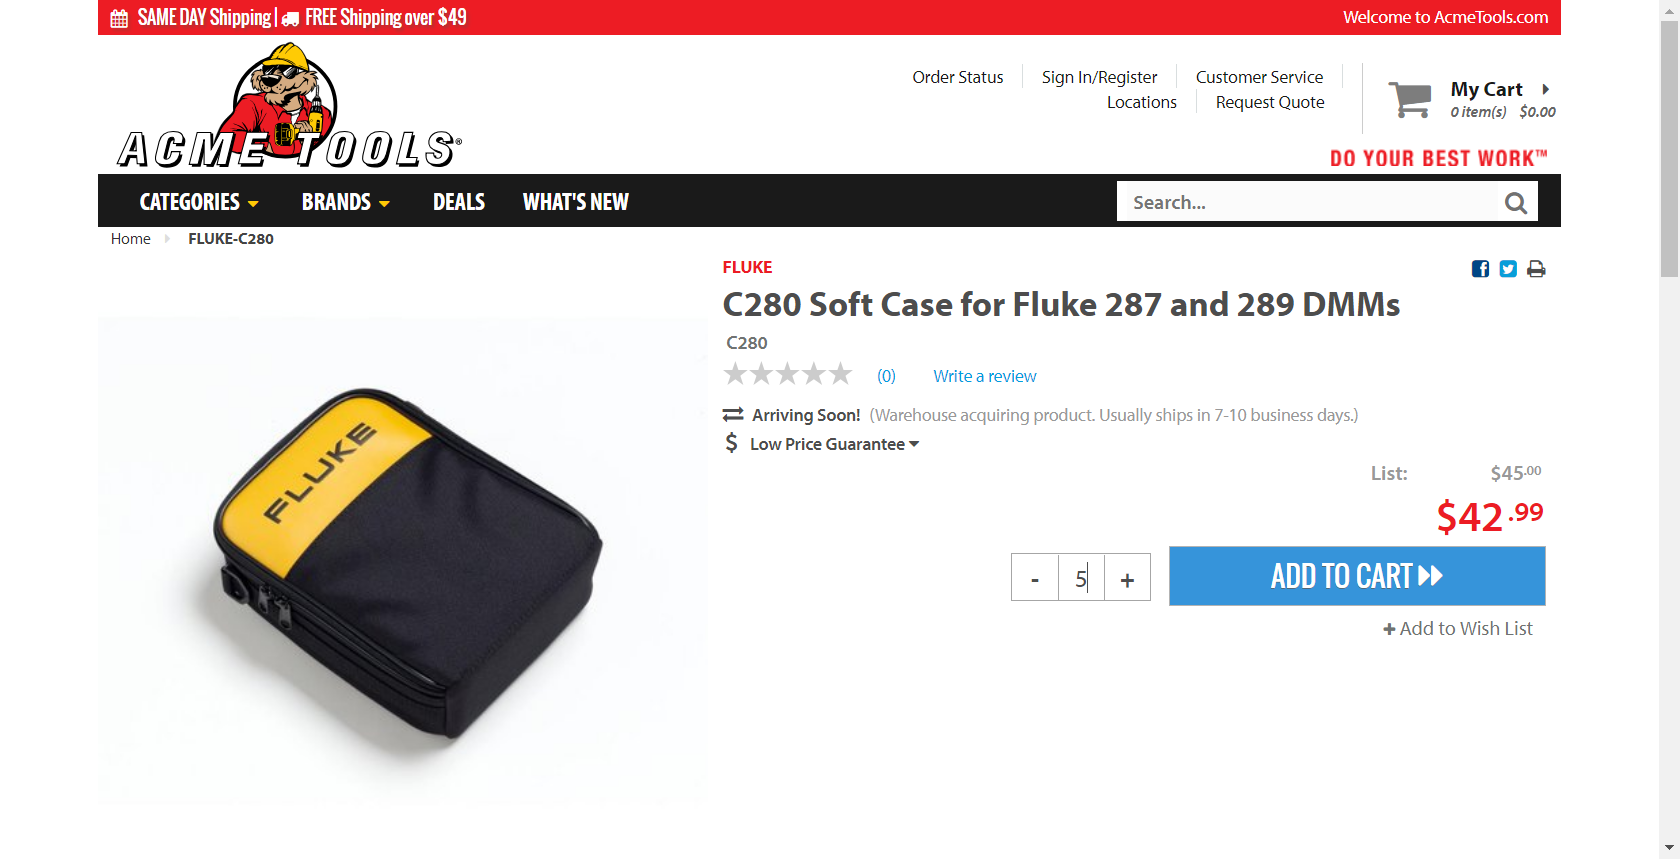 SAME DAY Shipping | FREE Shipping over $49
Welcome to AcmeTools.com
ACME TOOLS®
Order Status
Sign In/Register
Customer Service
Locations
Request Quote
My Cart
0 item(s) $0.00
DO YOUR BEST WORK™
CATEGORIES
BRANDS
DEALS
WHAT'S NEW
Search...
Home
FLUKE-C280
FLUKE
FLUKE
C280 Soft Case for Fluke 287 and 289 DMMs
C280
(0)
Write a review
Arriving Soon! (Warehouse acquiring product. Usually ships in 7-10 business days.)
$ Low Price Guarantee
List: $45.00
$42.99
- 5 +
ADD TO CART
+ Add to Wish List